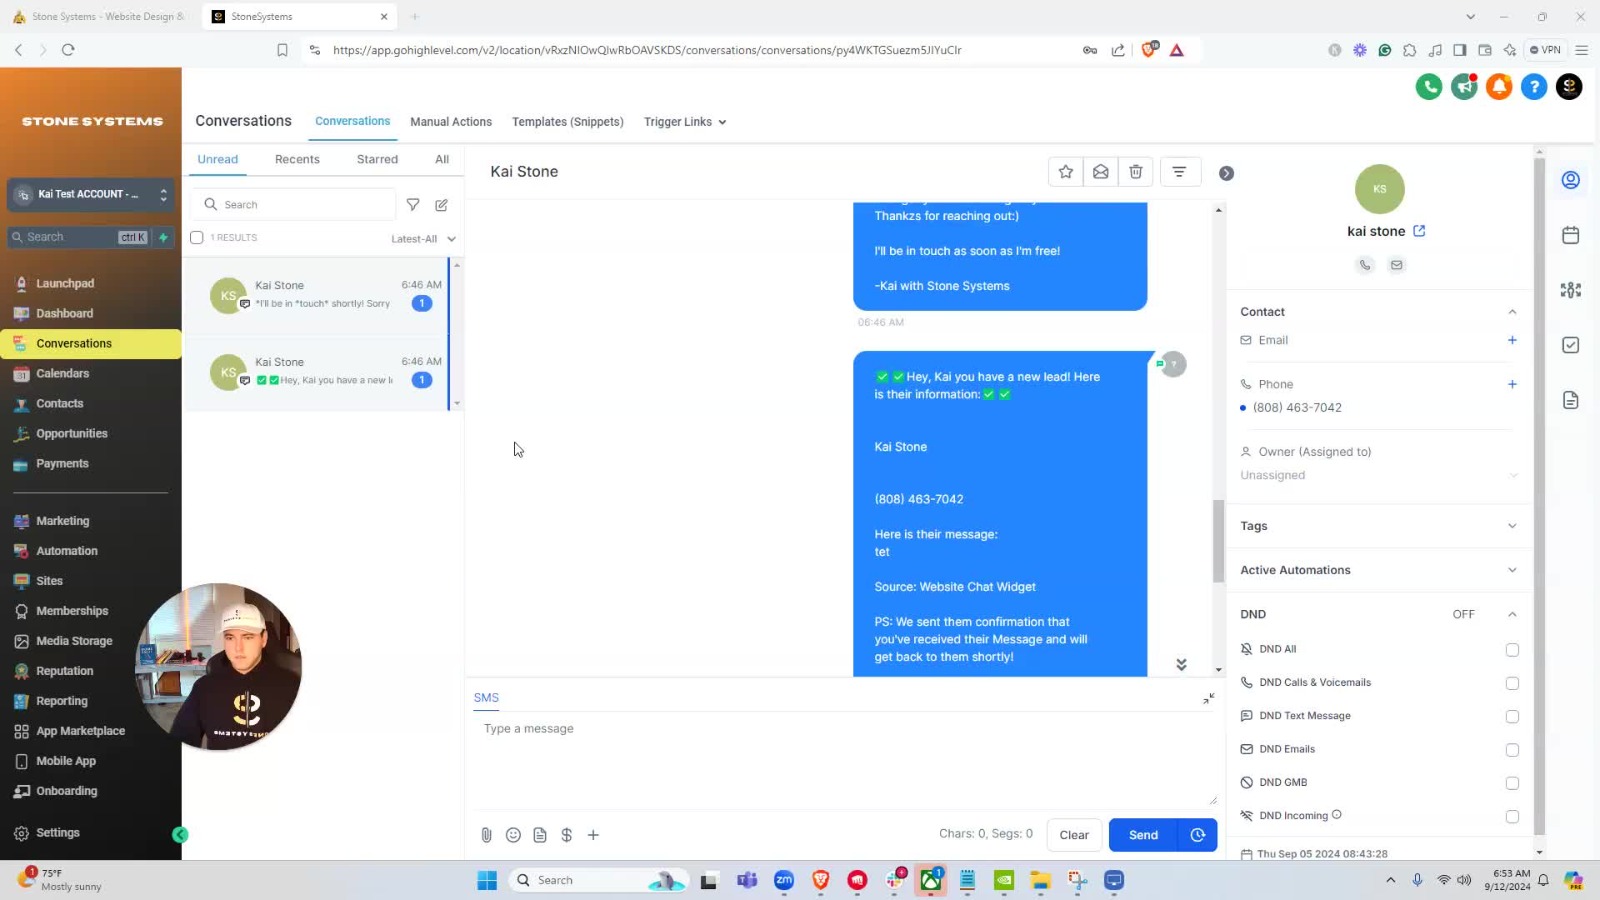 Stone Systems - Website Design &
StoneSystems
https://app.gohighlevel.com/v2/location/vRxzNIOwQlwRbOAVSKDS/conversations/conversations/py4WKTGSuezm5JIYuClr
VPN
STONE SYSTEMS
Kai Test ACCOUNT - ...
Search
ctrl K
Launchpad
Dashboard
Conversations
Calendars
Contacts
Opportunities
Payments
Marketing
Automation
Sites
Memberships
Media Storage
Reputation
Reporting
App Marketplace
Mobile App
Onboarding
Settings
Conversations
Conversations
Manual Actions
Templates (Snippets)
Trigger Links
Unread
Recents
Starred
All
Search
1 RESULTS
Latest-All
KS
Kai Stone
6:46 AM
*I'll be in *touch* shortly! Sorry
1
KS
Kai Stone
6:46 AM
✅✅Hey, Kai you have a new l
1
Kai Stone
Thankzs for reaching out:)
I'll be in touch as soon as I'm free!
-Kai with Stone Systems
06:46 AM
✅✅Hey, Kai you have a new lead! Here
is their information:✅✅
Kai Stone
(808) 463-7042
Here is their message:
tet
Source: Website Chat Widget
PS: We sent them confirmation that
you've received their Message and will
get back to them shortly!
?
SMS
Type a message
Chars: 0, Segs: 0
Clear
Send
KS
kai stone
Contact
Email
Phone
(808) 463-7042
Owner (Assigned to)
Unassigned
Tags
Active Automations
DND
OFF
DND All
DND Calls & Voicemails
DND Text Message
DND Emails
DND GMB
DND Incoming
Thu Sep 05 2024 08:43:28
1
75°F
Mostly sunny
Search
zm
1
6:53 AM
9/12/2024
PRE